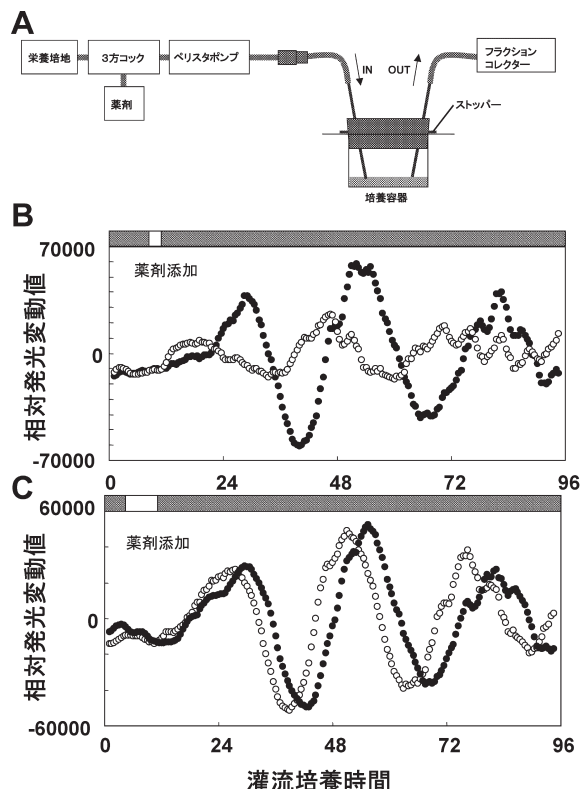 A
栄養培地
3方コック
ペリスタポンプ
薬剤
IN
OUT
フラクション
コレクター
ストッパー
培養容器
B
相対発光変動値
70000
0
-70000
薬剤添加
0 24 48 72 96
C
相対発光変動値
60000
0
-60000
薬剤添加
0 24 48 72 96
灌流培養時間